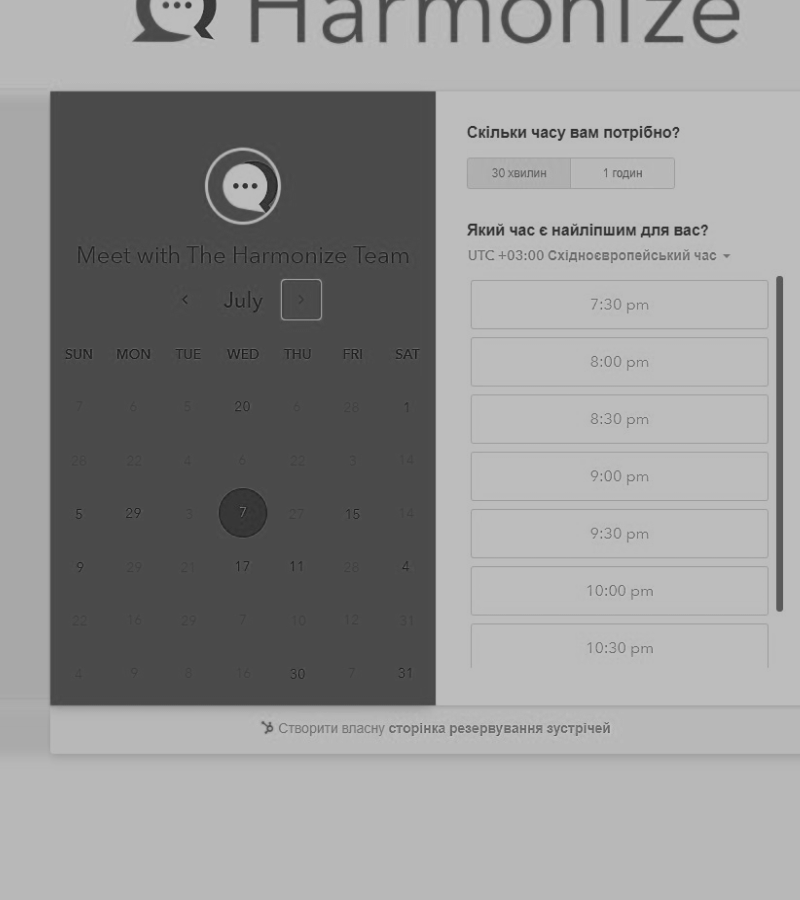 Harmonize
Meet with The Harmonize Team
July
SUN MON TUE WED THU FRI SAT
7 6 5 20 6 26 1
26 22 4 6 22 3 14
5 29 3 7 27 15 14
9 29 21 17 11 28 4
22 16 29 7 10 12 31
4 9 8 16 30 7 31
Скільки часу вам потрібно?
30 хвилин 1 годин
Який час є найліпшим для вас?
UTC +03:00 Східноєвропейський час
7:30 pm
8:00 pm
8:30 pm
9:00 pm
9:30 pm
10:00 pm
10:30 pm
Створити власну сторінка резервування зустрічей